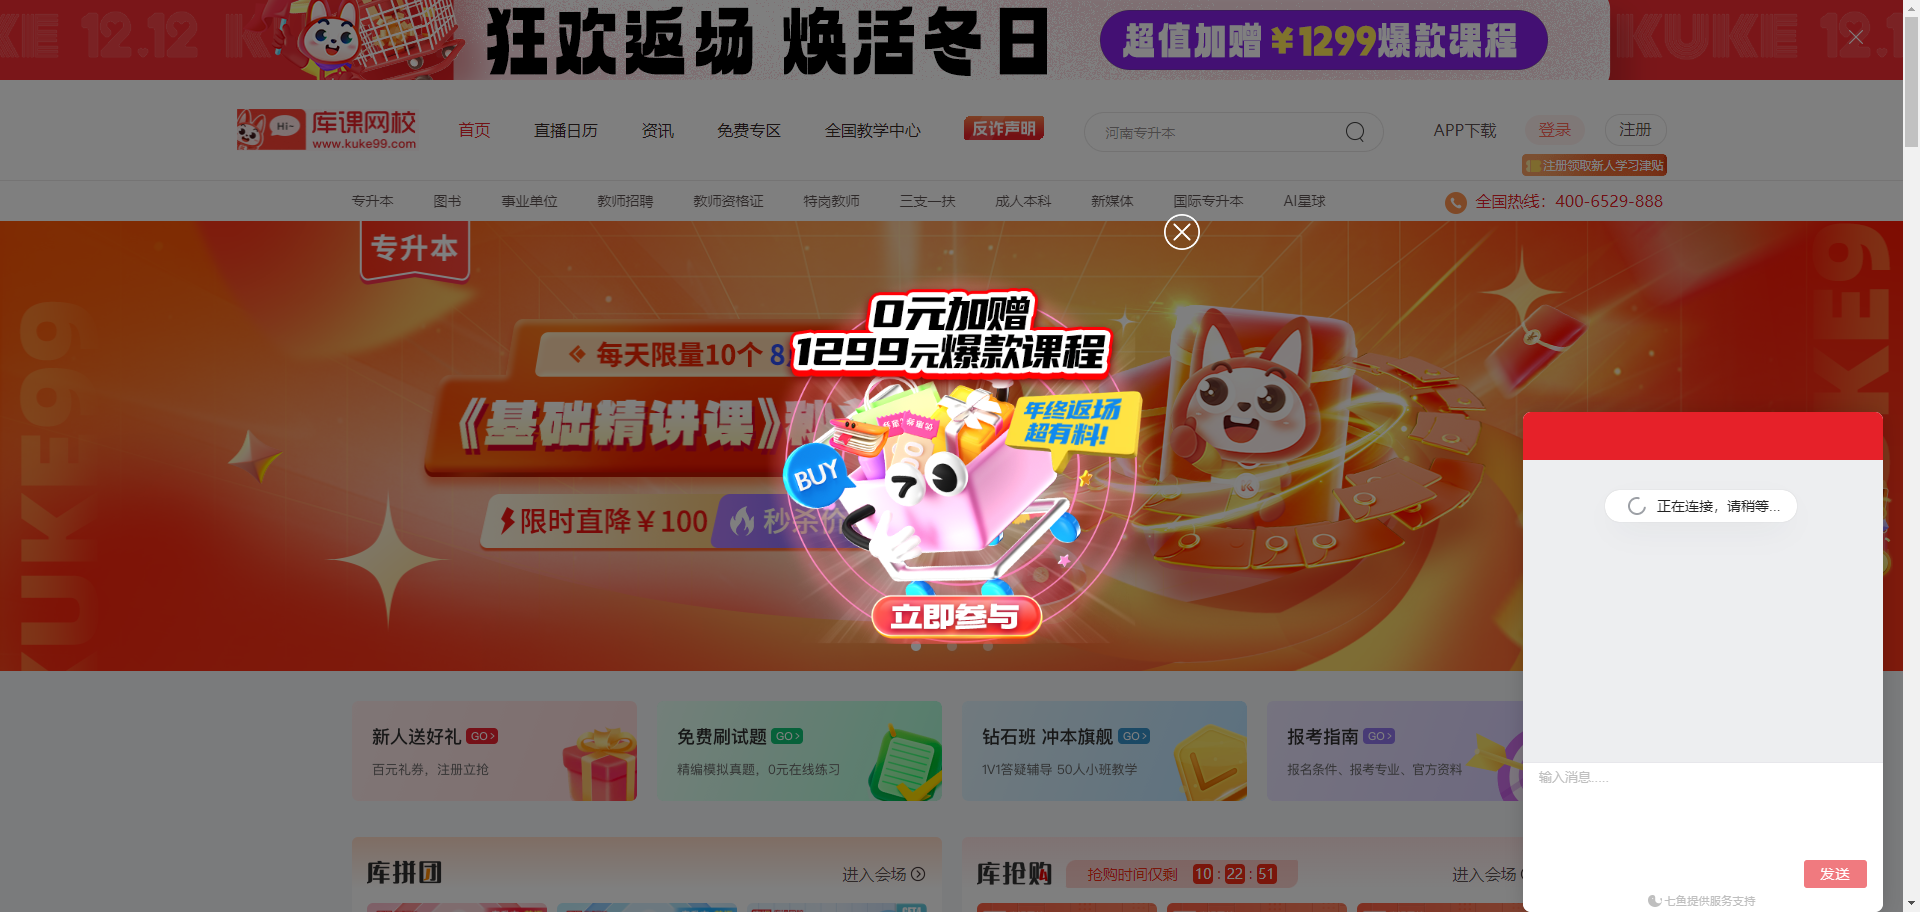 KE 12.12 K
狂欢返场 焕活冬日
超值加赠￥1299爆款课程
KUKE 12.1
Hi~
库课网校
www.kuke99.com
首页
直播日历
资讯
免费专区
全国教学中心
反诈声明
河南专升本
APP下载
登录
注册
注册领取新人学习津贴
专升本
图书
事业单位
教师招聘
教师资格证
特岗教师
三支一扶
成人本科
新媒体
国际专升本
AI星球
全国热线：400-6529-888
专升本
KUKE99
每天限量10个 8
《基础精讲课》秒
限时直降￥100
秒杀价
0元加赠
1299元爆款课程
年终返场
超有料!
BUY
立即参与
正在连接，请稍等...
输入消息.....
发送
七鱼提供服务支持
新人送好礼 GO>
百元礼券，注册立抢
免费刷试题 GO>
精编模拟真题，0元在线练习
钻石班 冲本旗舰 GO>
1V1答疑辅导 50人小班教学
报考指南 GO>
报名条件、报考专业、官方资料
库拼团
进入会场
库抢购
抢购时间仅剩 10 : 22 : 51
进入会场